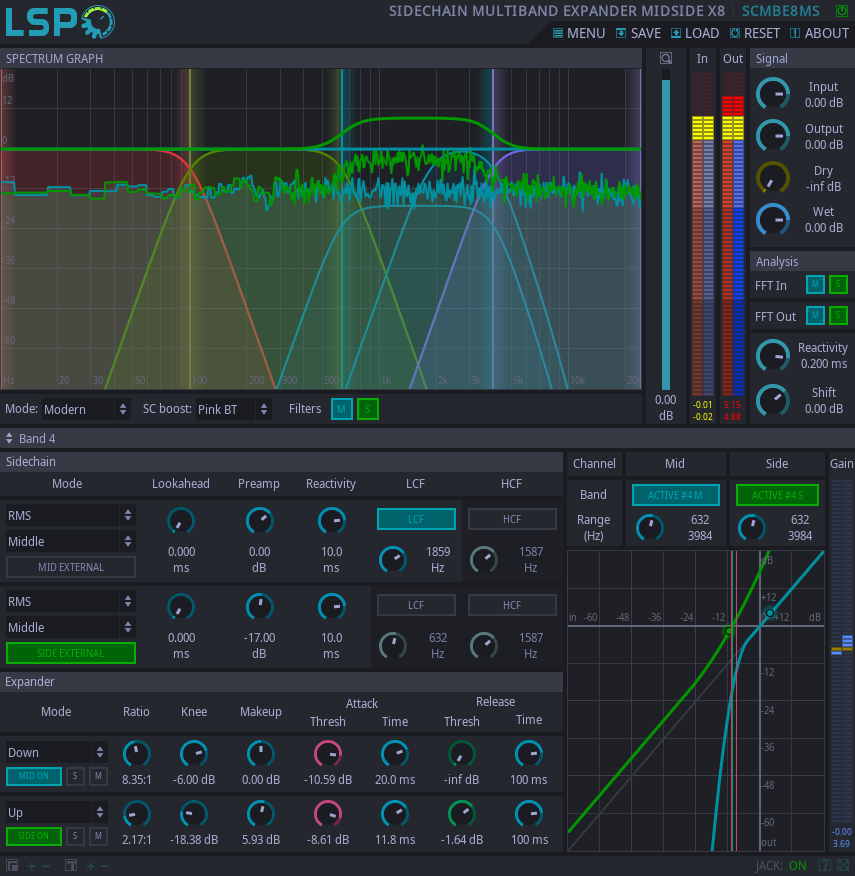 LSP SIDECHAIN MULTIBAND EXPANDER MIDSIDE X8 SCMBE8MS
MENU SAVE LOAD RESET ABOUT
SPECTRUM GRAPH In Out Signal
dB
12
0
-12
-24
-36
-48
-60
Hz 20 30 50 100 200 300 500 1k 2k 3k 5k 10k 20k
0.00
dB
-0.01 5.15
-0.02 4.98
Input
0.00 dB
Output
0.00 dB
Dry
-inf dB
Wet
0.00 dB
Analysis
FFT In M S
FFT Out M S
Reactivity
0.200 ms
Shift
0.00 dB
Mode: Modern SC boost: Pink BT Filters M S
Band 4
Sidechain
Mode Lookahead Preamp Reactivity LCF HCF
RMS
Middle
MID EXTERNAL
0.000 ms
0.00 dB
10.0 ms
LCF
1859 Hz
HCF
1587 Hz
RMS
Middle
SIDE EXTERNAL
0.000 ms
-17.00 dB
10.0 ms
LCF
632 Hz
HCF
1587 Hz
Expander
Mode Ratio Knee Makeup Attack Release
Thresh Time Thresh Time
Down
MID ON S M
8.35:1 -6.00 dB 0.00 dB -10.59 dB 20.0 ms -inf dB 100 ms
Up
SIDE ON S M
2.17:1 -18.38 dB 5.93 dB -8.61 dB 11.8 ms -1.64 dB 100 ms
Channel Mid Side Gain
Band ACTIVE #4 M ACTIVE #4 S
Range (Hz) 632 3984 632 3984
dB
+12
in -60 -48 -36 -24 -12 +12 dB
-12
-24
-36
-48
-60
out
-0.00
3.69
JACK: ON